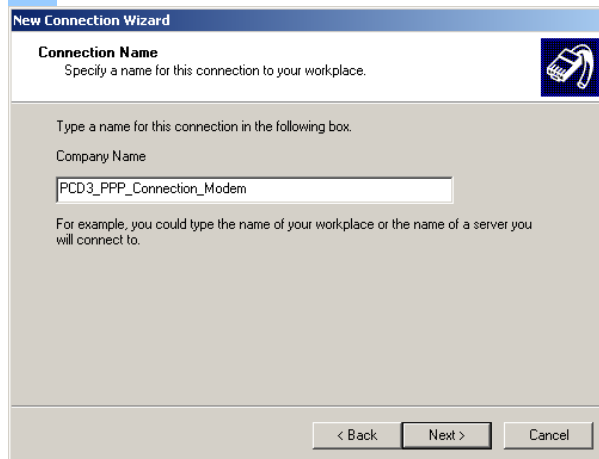 New Connection Wizard
Connection Name
Specify a name for this connection to your workplace.
Type a name for this connection in the following box.
Company Name
PCD3_PPP_Connection_Modem
For example, you could type the name of your workplace or the name of a server you
will connect to.
< Back Next > Cancel